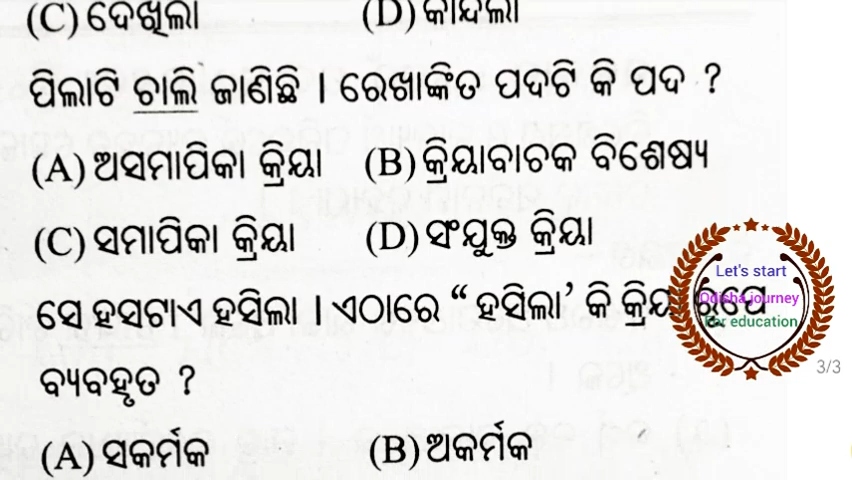 (C) ଦେଖିଲା (D) କାନ୍ଦିଲା
ପିଲାଟି ଚାଲି ଜାଣିଛି । ରେଖାଙ୍କିତ ପଦଟି କି ପଦ ?
(A) ଅସମାପିକା କ୍ରିୟା (B) କ୍ରିୟାବାଚକ ବିଶେଷ୍ୟ
(C) ସମାପିକା କ୍ରିୟା (D) ସଂଯୁକ୍ତ କ୍ରିୟା
ସେ ହସଟାଏ ହସିଲା । ଏଠାରେ “ ହସିଲା’ କି କ୍ରିୟା ରୂପେ
ବ୍ୟବହୃତ ?
(A) ସକର୍ମକ (B) ଅକର୍ମକ
Let's start
Odisha journey
For education
3/3